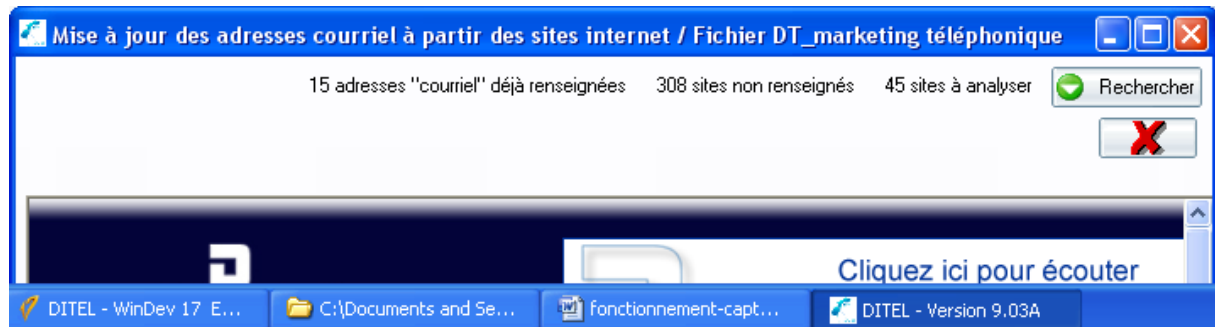 Mise à jour des adresses courriel à partir des sites internet / Fichier DT_marketing téléphonique
15 adresses "courriel" déjà renseignées 308 sites non renseignés 45 sites à analyser Rechercher
Cliquez ici pour écouter
DITEL - WinDev 17 E... C:\Documents and Se... fonctionnement-capt... DITEL - Version 9.03A